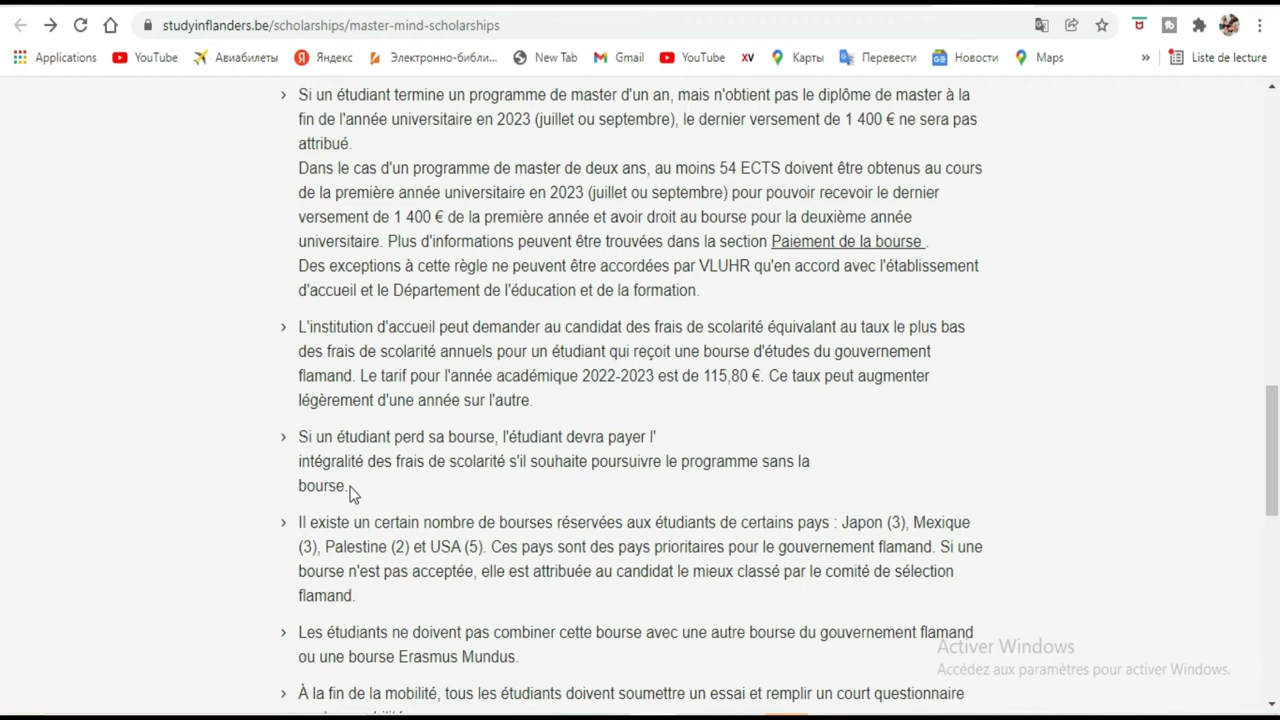 studyinflanders.be/scholarships/master-mind-scholarships
Applications YouTube Авиабилеты Яндекс Электронно-библи... New Tab Gmail YouTube XV Карты Перевести Новости Maps » Liste de lecture
› Si un étudiant termine un programme de master d'un an, mais n'obtient pas le diplôme de master à la
fin de l'année universitaire en 2023 (juillet ou septembre), le dernier versement de 1 400 € ne sera pas
attribué.
Dans le cas d'un programme de master de deux ans, au moins 54 ECTS doivent être obtenus au cours
de la première année universitaire en 2023 (juillet ou septembre) pour pouvoir recevoir le dernier
versement de 1 400 € de la première année et avoir droit au bourse pour la deuxième année
universitaire. Plus d'informations peuvent être trouvées dans la section Paiement de la bourse .
Des exceptions à cette règle ne peuvent être accordées par VLUHR qu'en accord avec l'établissement
d'accueil et le Département de l'éducation et de la formation.
› L'institution d'accueil peut demander au candidat des frais de scolarité équivalant au taux le plus bas
des frais de scolarité annuels pour un étudiant qui reçoit une bourse d'études du gouvernement
flamand. Le tarif pour l'année académique 2022-2023 est de 115,80 €. Ce taux peut augmenter
légèrement d'une année sur l'autre.
› Si un étudiant perd sa bourse, l'étudiant devra payer l'
intégralité des frais de scolarité s'il souhaite poursuivre le programme sans la
bourse.
› Il existe un certain nombre de bourses réservées aux étudiants de certains pays : Japon (3), Mexique
(3), Palestine (2) et USA (5). Ces pays sont des pays prioritaires pour le gouvernement flamand. Si une
bourse n'est pas acceptée, elle est attribuée au candidat le mieux classé par le comité de sélection
flamand.
› Les étudiants ne doivent pas combiner cette bourse avec une autre bourse du gouvernement flamand
ou une bourse Erasmus Mundus.
Activer Windows
Accédez aux paramètres pour activer Windows.
› À la fin de la mobilité, tous les étudiants doivent soumettre un essai et remplir un court questionnaire